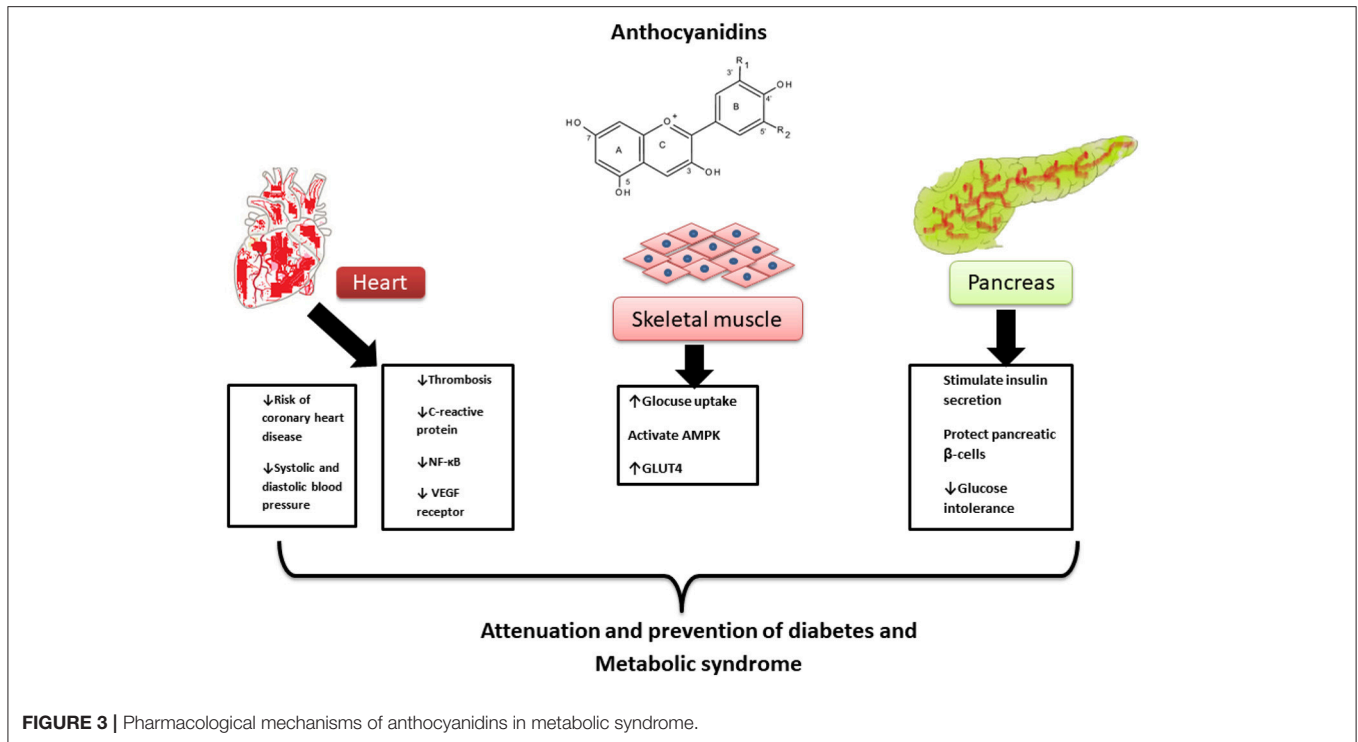 Anthocyanidins
R1
3'
OH
4'
B
5'
R2
O+
HO
7
A
C
3
OH
5
OH
Heart
Skeletal muscle
Pancreas
↓Risk of
coronary heart
disease
↓Systolic and
diastolic blood
pressure
↓Thrombosis
↓C-reactive
protein
↓NF-κB
↓ VEGF
receptor
↑Glocuse uptake
Activate AMPK
↑GLUT4
Stimulate insulin
secretion
Protect pancreatic
β-cells
↓Glucose
intolerance
Attenuation and prevention of diabetes and
Metabolic syndrome
FIGURE 3 | Pharmacological mechanisms of anthocyanidins in metabolic syndrome.